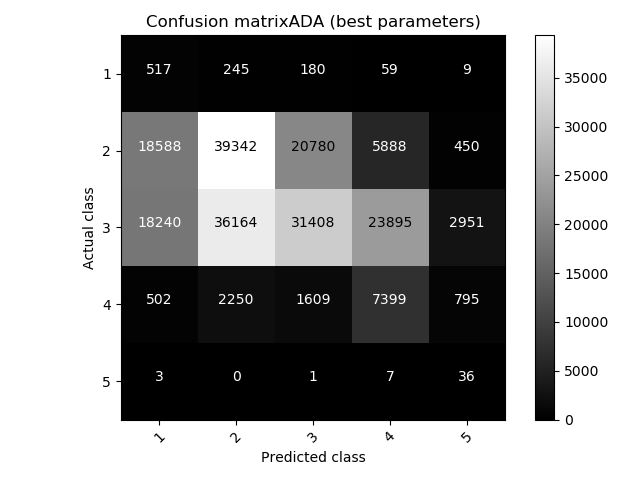 Confusion matrixADA (best parameters)
1 517 245 180 59 9
2 18588 39342 20780 5888 450
3 18240 36164 31408 23895 2951
4 502 2250 1609 7399 795
5 3 0 1 7 36
1 2 3 4 5
Predicted class
Actual class
35000
30000
25000
20000
15000
10000
5000
0